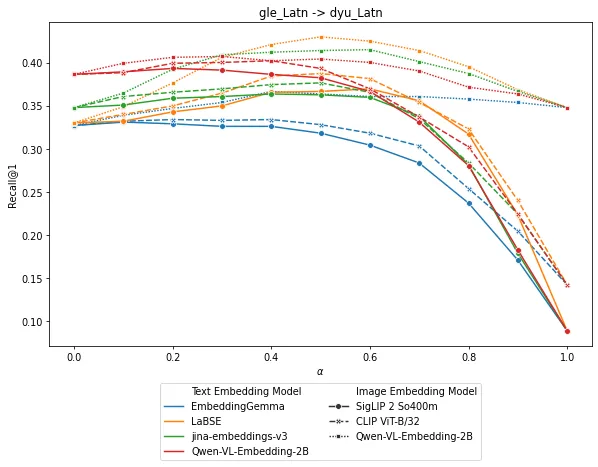 gle_Latn -> dyu_Latn
Recall@1
0.40
0.35
0.30
0.25
0.20
0.15
0.10
0.0 0.2 0.4 0.6 0.8 1.0
α
Text Embedding Model Image Embedding Model
EmbeddingGemma SigLIP 2 So400m
LaBSE CLIP ViT-B/32
jina-embeddings-v3 Qwen-VL-Embedding-2B
Qwen-VL-Embedding-2B